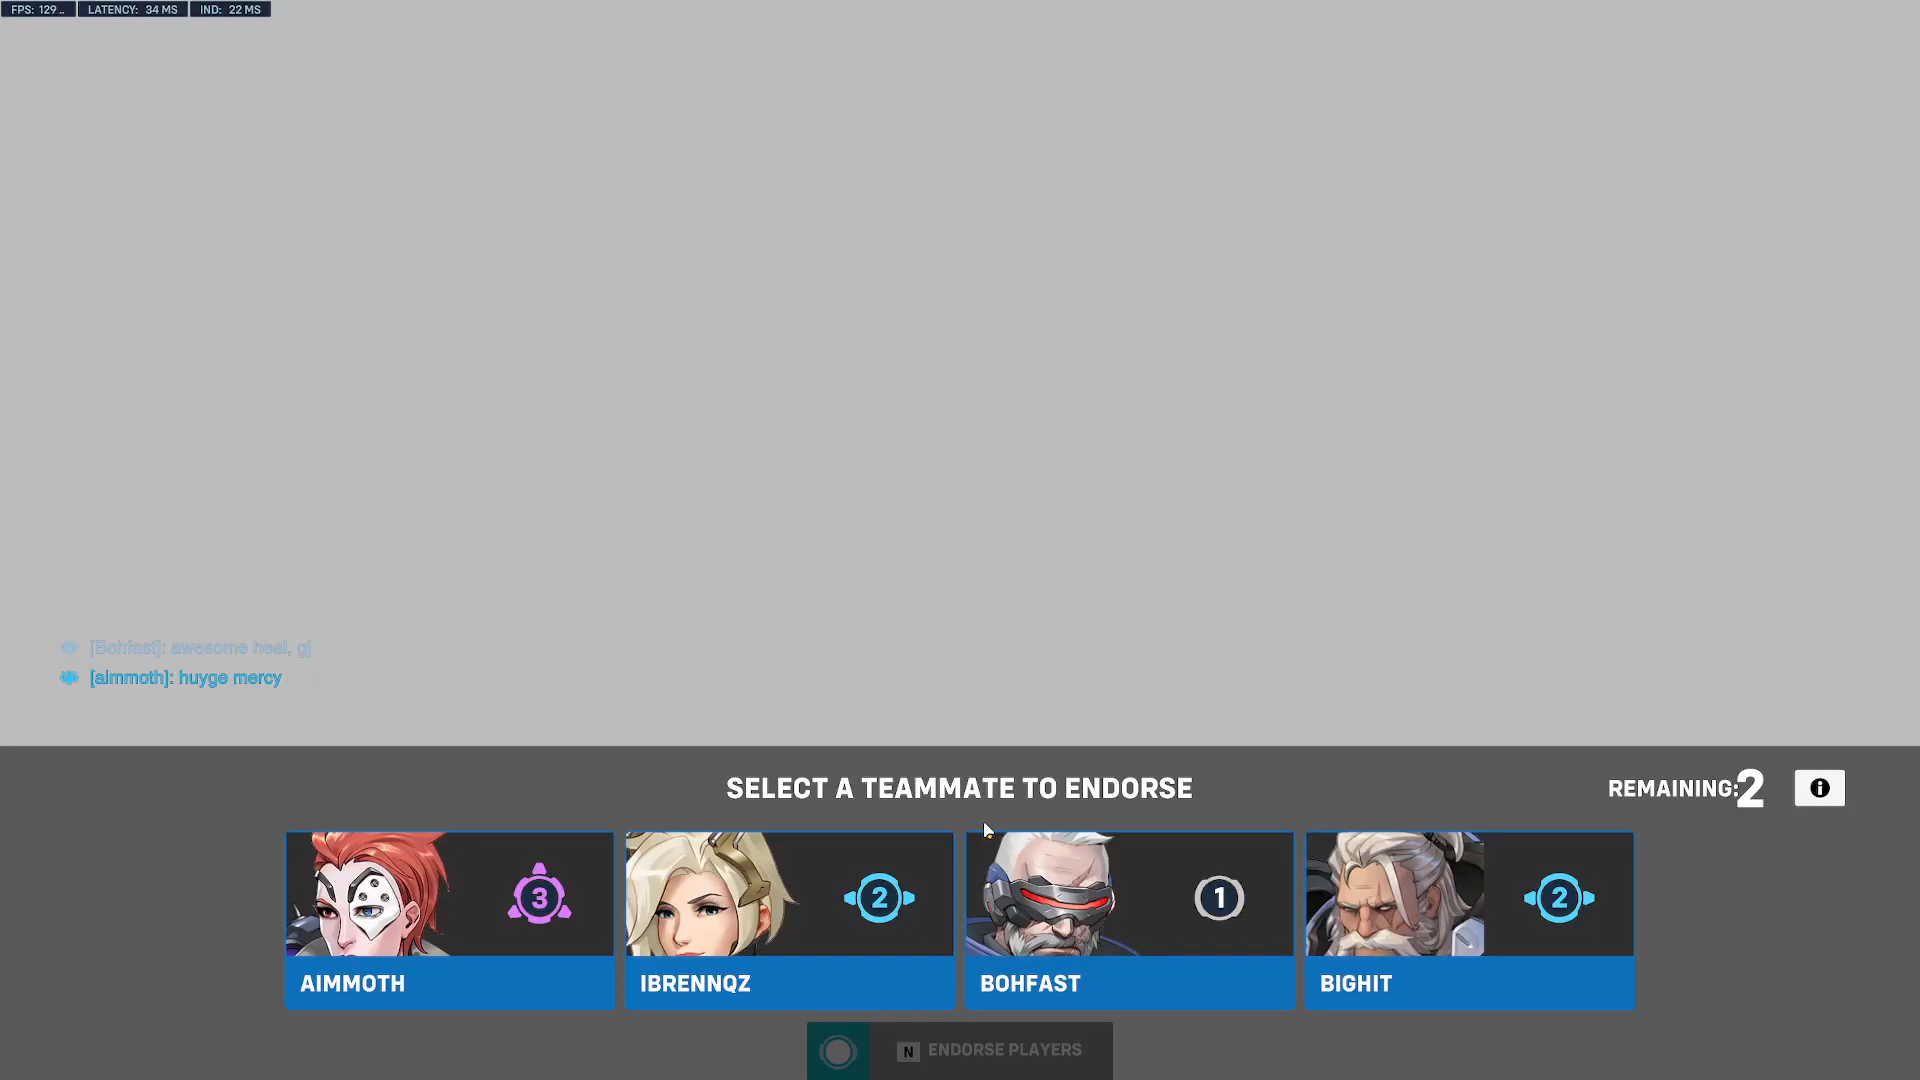 FPS: 129 ..
LATENCY: 34 MS
IND: 22 MS
[Bohfast]: awesome heal, gj
[aimmoth]: huyge mercy
SELECT A TEAMMATE TO ENDORSE
REMAINING:2
3
2
1
2
AIMMOTH
IBRENNQZ
BOHFAST
BIGHIT
N ENDORSE PLAYERS